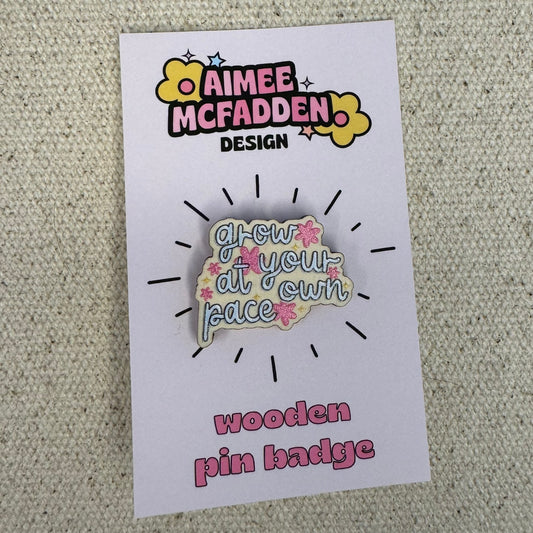 AIMEE
MCFADDEN
DESIGN
grow
at your
pace own
wooden
pin badge